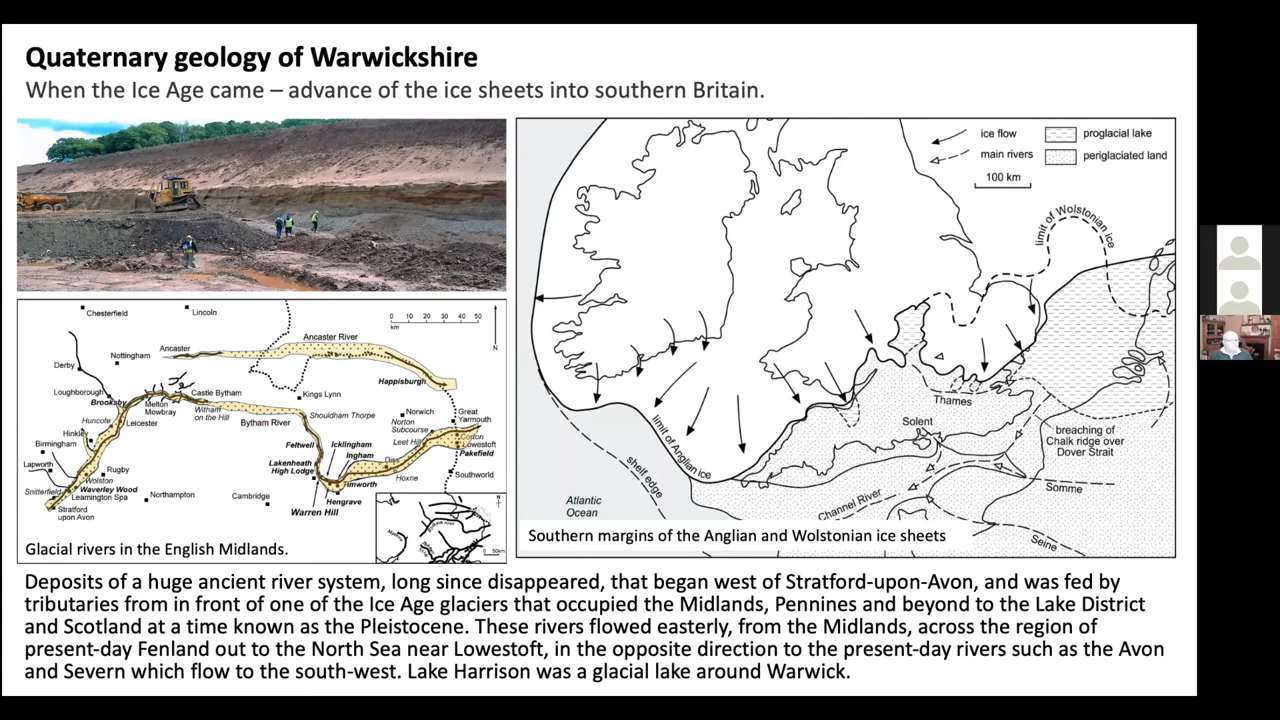 Quaternary geology of Warwickshire
When the Ice Age came – advance of the ice sheets into southern Britain.
Chesterfield
Lincoln
0 10 20 30 40 50
km
N
Ancaster River
Ancaster
Nottingham
Derby
Happisburgh
Loughborough
Castle Bytham
Kings Lynn
Brooksby
Melton
Mowbray
Witham
on the Hill
Shouldham Thorpe
Norwich
Great
Yarmouth
Huncote
Leicester
Bytham River
Norton
Subcourse
Hinkley
Leet Hill
Corton
Lowestoft
Birmingham
Feltwell
Icklingham
Ingham
Pakefield
Lapworth
Rugby
Lakenheath
High Lodge
Diss
Wolston
Timworth
Hoxne
Southworld
Snitterfield
Waverley Wood
Leamington Spa
Northampton
Cambridge
Hengrave
Stratford
upon Avon
Warren Hill
N
0 50km
Glacial rivers in the English Midlands.
ice flow
proglacial lake
main rivers
periglaciated land
100 km
limit of Wolstonian ice
Thames
Solent
breaching of
Chalk ridge over
Dover Strait
limit of Anglian ice
shelf edge
Somme
Atlantic
Ocean
Channel River
Seine
Southern margins of the Anglian and Wolstonian ice sheets
Deposits of a huge ancient river system, long since disappeared, that began west of Stratford-upon-Avon, and was fed by
tributaries from in front of one of the Ice Age glaciers that occupied the Midlands, Pennines and beyond to the Lake District
and Scotland at a time known as the Pleistocene. These rivers flowed easterly, from the Midlands, across the region of
present-day Fenland out to the North Sea near Lowestoft, in the opposite direction to the present-day rivers such as the Avon
and Severn which flow to the south-west. Lake Harrison was a glacial lake around Warwick.